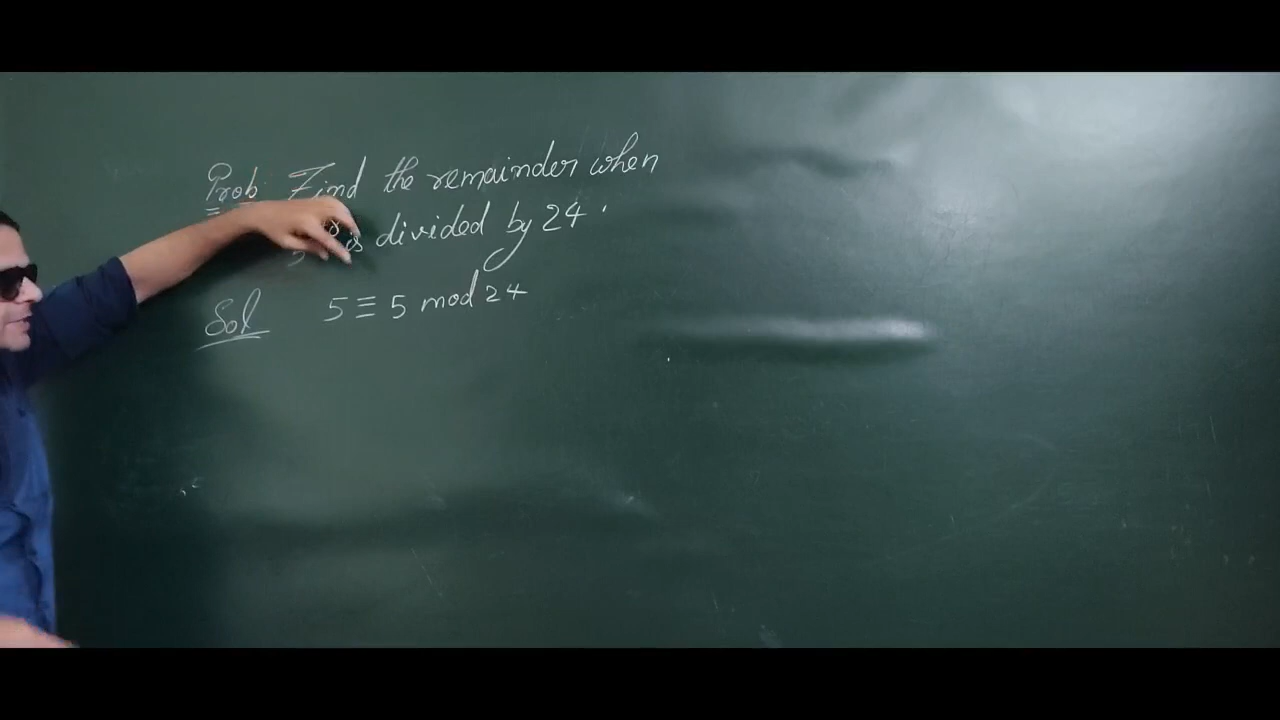 Prob. Find the remainder when
is divided by 24.
Sol 5 ≡ 5 mod 24